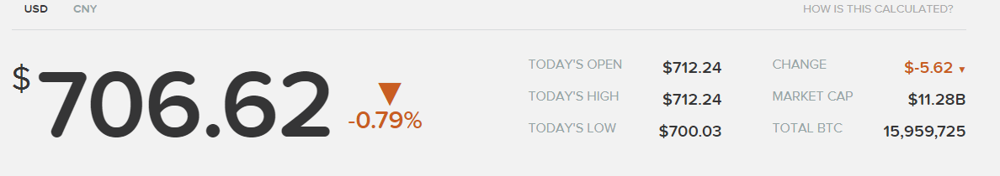 USD CNY HOW IS THIS CALCULATED?
$706.62 ▼ -0.79%
TODAY'S OPEN $712.24 CHANGE $-5.62 ▼
TODAY'S HIGH $712.24 MARKET CAP $11.28B
TODAY'S LOW $700.03 TOTAL BTC 15,959,725